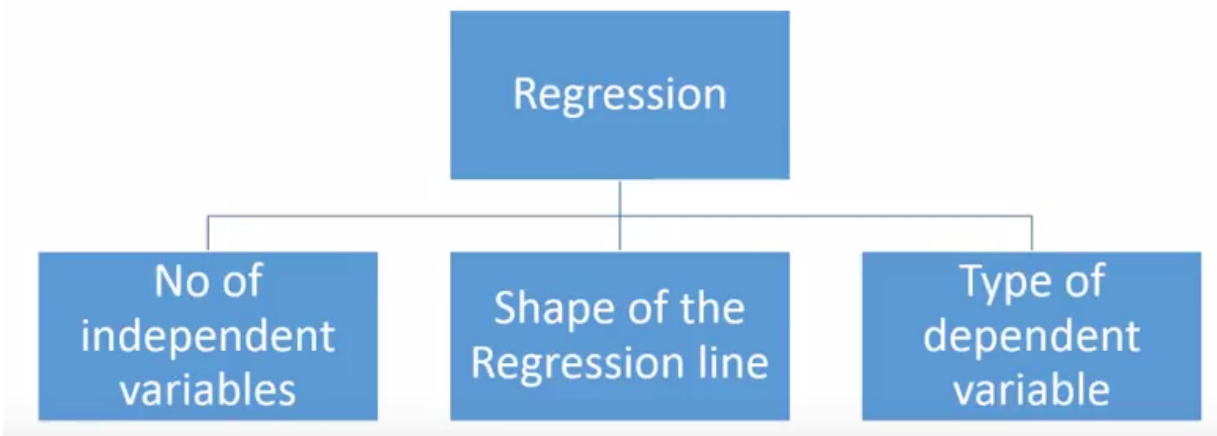 Regression
No of
independent
variables
Shape of the
Regression line
Type of
dependent
variable